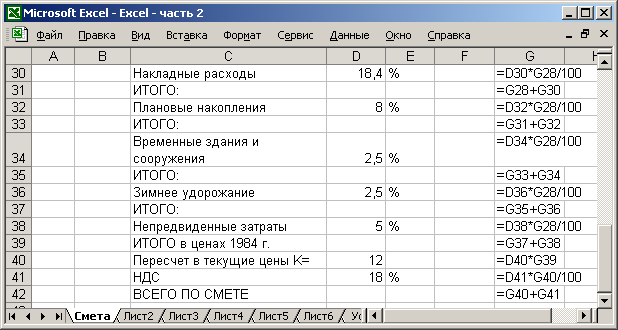 Microsoft Excel - Excel - часть 2
Файл Правка Вид Вставка Формат Сервис Данные Окно Справка
A B C D E F G H
30 Накладные расходы 18,4 % =D30*G28/100
31 ИТОГО: =G28+G30
32 Плановые накопления 8 % =D32*G28/100
33 ИТОГО: =G31+G32
Временные здания и =D34*G28/100
34 сооружения 2,5 %
35 ИТОГО: =G33+G34
36 Зимнее удорожание 2,5 % =D36*G28/100
37 ИТОГО: =G35+G36
38 Непредвиденные затраты 5 % =D38*G28/100
39 ИТОГО в ценах 1984 г. =G37+G38
40 Пересчет в текущие цены K= 12 =D40*G39
41 НДС 18 % =D41*G40/100
42 ВСЕГО ПО СМЕТЕ =G40+G41
Смета Лист2 Лист3 Лист4 Лист5 Лист6